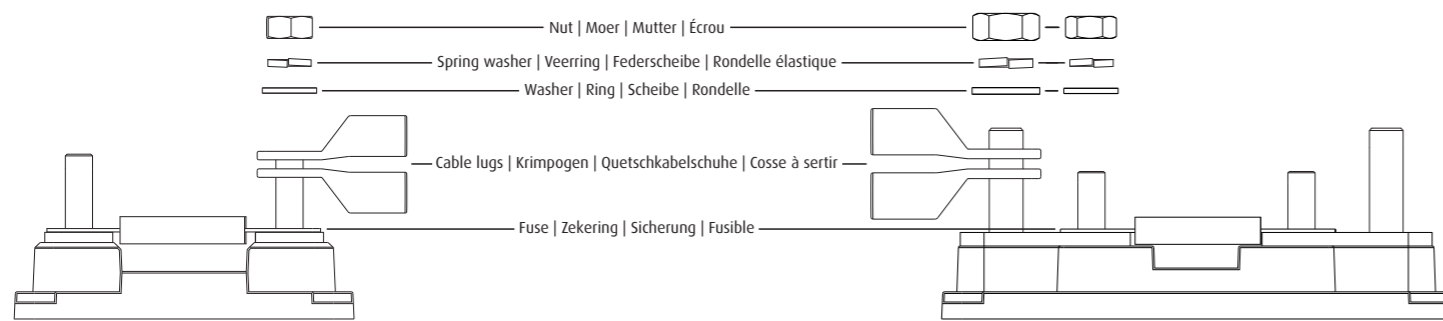 Nut | Moer | Mutter | Écrou
Spring washer | Veerring | Federscheibe | Rondelle élastique
Washer | Ring | Scheibe | Rondelle
Cable lugs | Krimpogen | Quetschkabelschuhe | Cosse à sertir
Fuse | Zekering | Sicherung | Fusible